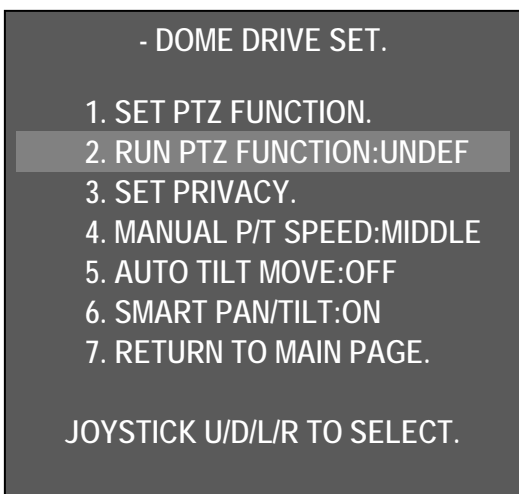 - DOME DRIVE SET.
1. SET PTZ FUNCTION.
2. RUN PTZ FUNCTION:UNDEF
3. SET PRIVACY.
4. MANUAL P/T SPEED:MIDDLE
5. AUTO TILT MOVE:OFF
6. SMART PAN/TILT:ON
7. RETURN TO MAIN PAGE.
JOYSTICK U/D/L/R TO SELECT.